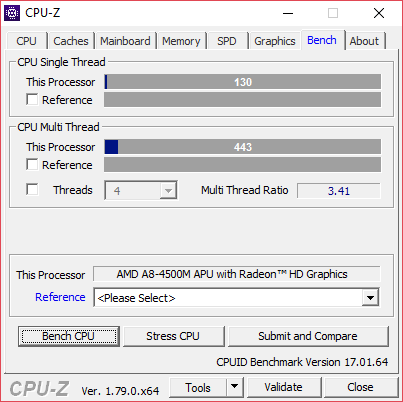 CPU-Z
CPU Caches Mainboard Memory SPD Graphics Bench About
CPU Single Thread
This Processor 130
Reference
CPU Multi Thread
This Processor 443
Reference
Threads 4 Multi Thread Ratio 3.41
This Processor AMD A8-4500M APU with Radeon™ HD Graphics
Reference <Please Select>
Bench CPU Stress CPU Submit and Compare
CPUID Benchmark Version 17.01.64
CPU-Z Ver. 1.79.0.x64 Tools Validate Close